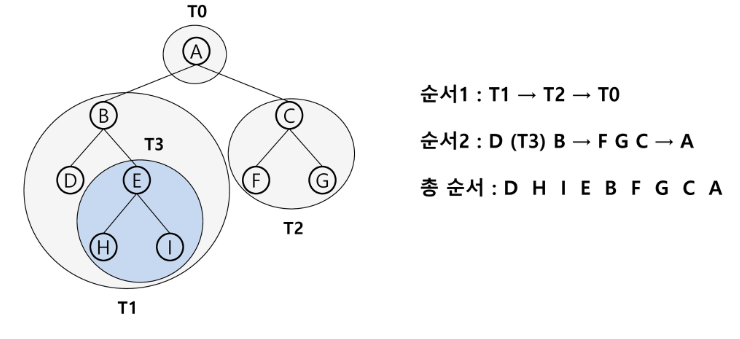 T0
A
B
C
T3
D
E
F
G
H
I
T2
T1
순서1 : T1 → T2 → T0
순서2 : D (T3) B → F G C → A
총 순서 : D H I E B F G C A